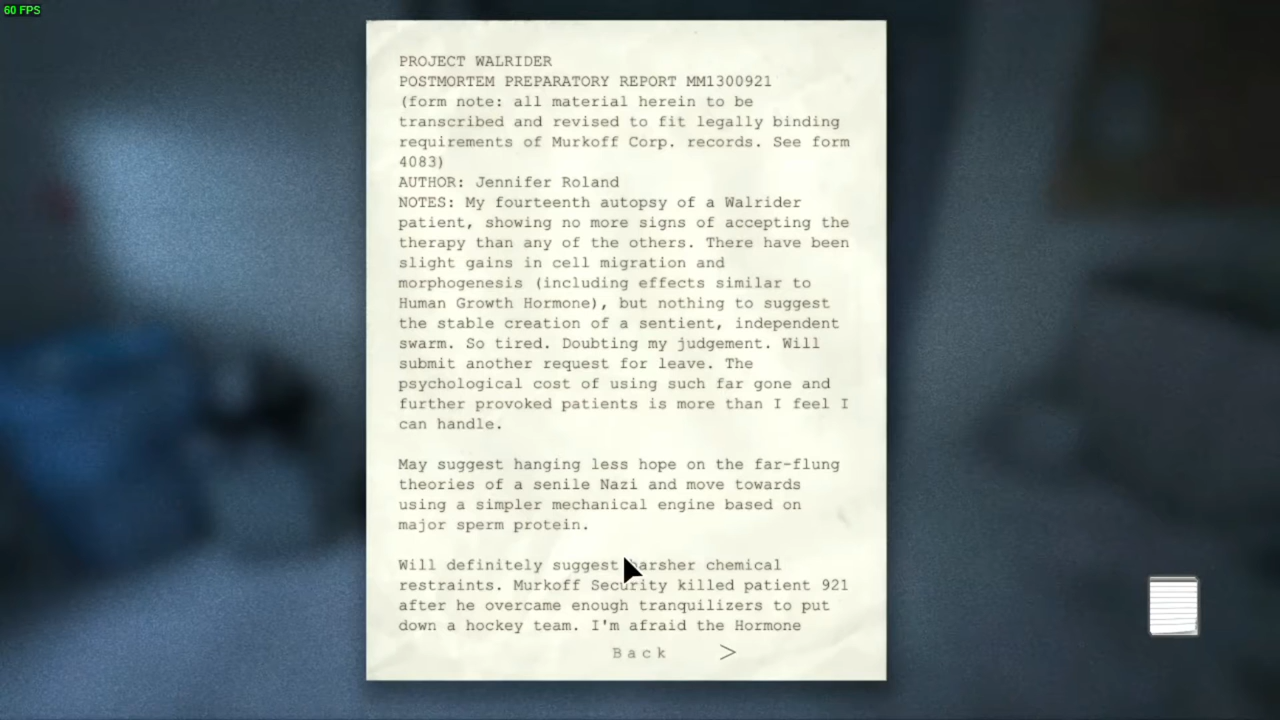 60 FPS
PROJECT WALRIDER
POSTMORTEM PREPARATORY REPORT MM1300921
(form note: all material herein to be
transcribed and revised to fit legally binding
requirements of Murkoff Corp. records. See form
4083)
AUTHOR: Jennifer Roland
NOTES: My fourteenth autopsy of a Walrider
patient, showing no more signs of accepting the
therapy than any of the others. There have been
slight gains in cell migration and
morphogenesis (including effects similar to
Human Growth Hormone), but nothing to suggest
the stable creation of a sentient, independent
swarm. So tired. Doubting my judgement. Will
submit another request for leave. The
psychological cost of using such far gone and
further provoked patients is more than I feel I
can handle.
May suggest hanging less hope on the far-flung
theories of a senile Nazi and move towards
using a simpler mechanical engine based on
major sperm protein.
Will definitely suggest harsher chemical
restraints. Murkoff Security killed patient 921
after he overcame enough tranquilizers to put
down a hockey team. I'm afraid the Hormone
Back >